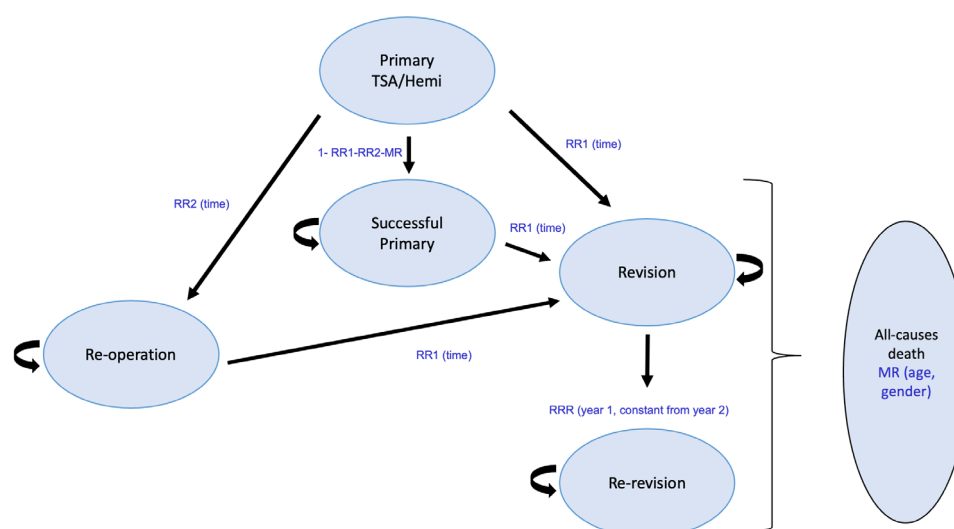 Primary
TSA/Hemi
RR1 (time)
1- RR1-RR2-MR
RR2 (time)
Successful
Primary
RR1 (time)
Revision
Re-operation
RR1 (time)
All-causes
death
MR (age,
gender)
RRR (year 1, constant from year 2)
Re-revision